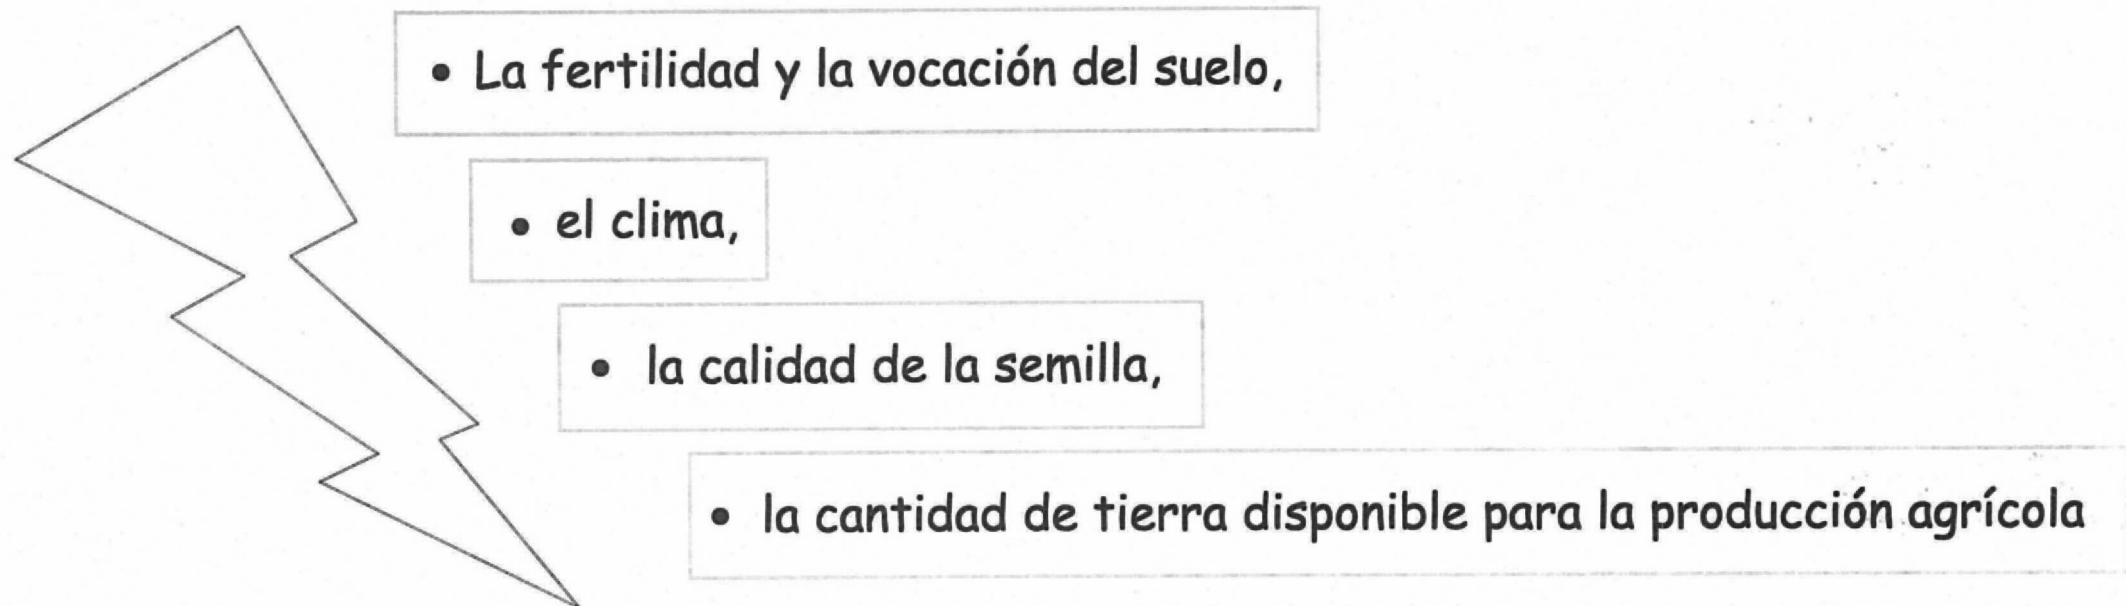 • La fertilidad y la vocación del suelo,
• el clima,
• la calidad de la semilla,
• la cantidad de tierra disponible para la producción agrícola